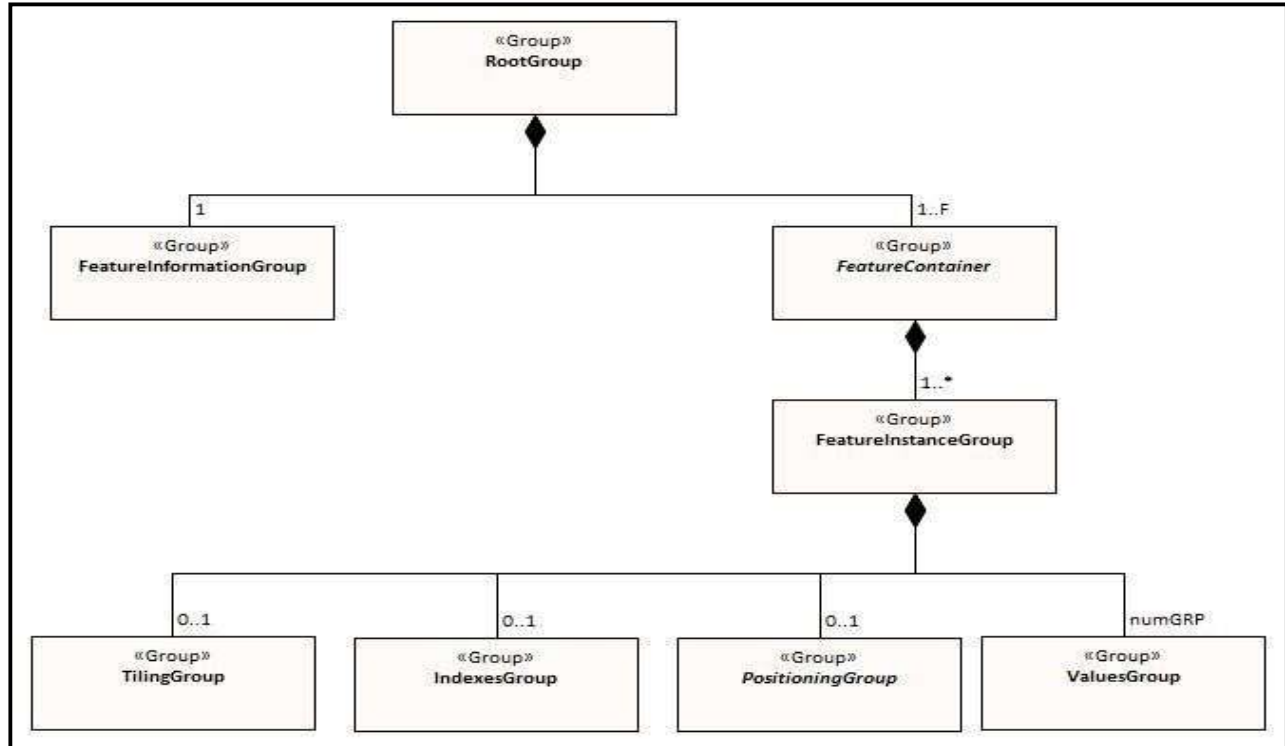 «Group»
RootGroup
1
1..F
«Group»
FeatureInformationGroup
«Group»
FeatureContainer
1..*
«Group»
FeatureInstanceGroup
0..1
0..1
0..1
numGRP
«Group»
TilingGroup
«Group»
IndexesGroup
«Group»
PositioningGroup
«Group»
ValuesGroup